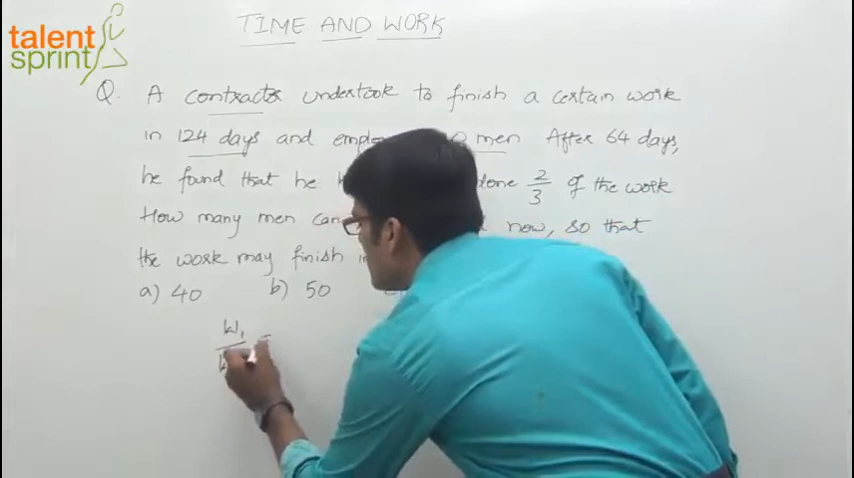 talent
sprint
TIME AND WORK
Q. A contractor undertook to finish a certain work
in 124 days and men After 64 days,
he found that he done 2/3 of the work
How many men can now, so that
the work may finish
a) 40 b) 50
W₁